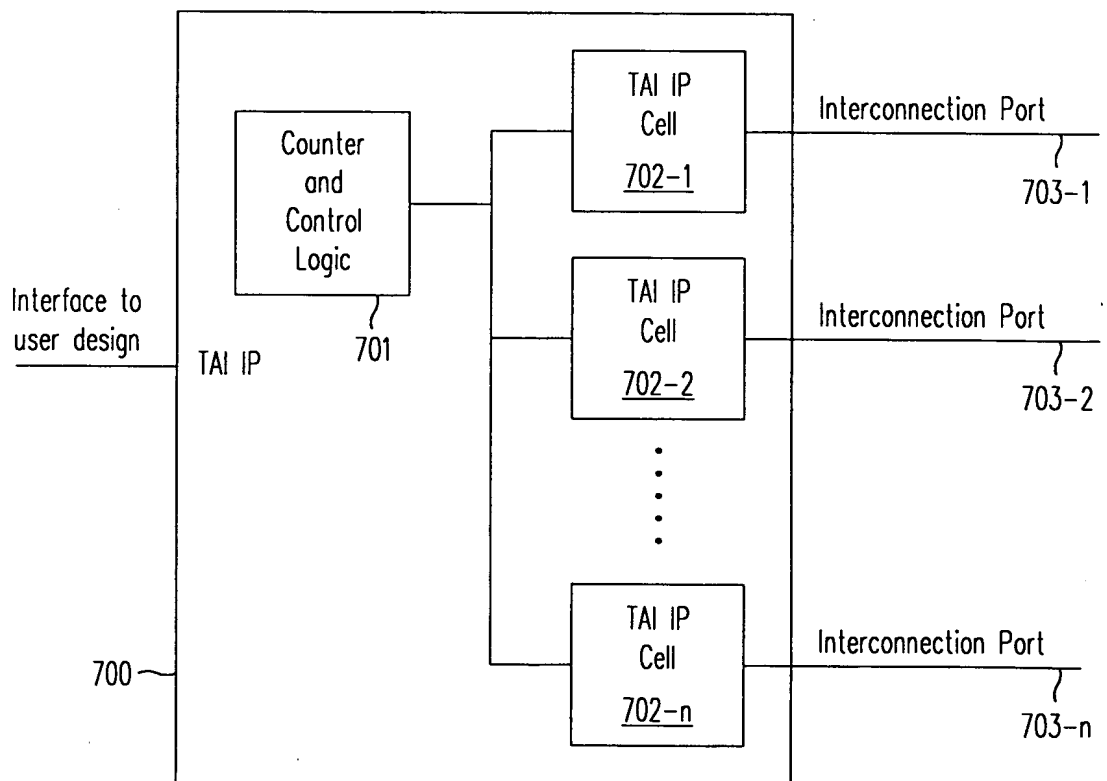 TAI IP
Cell
702-1
Interconnection Port
703-1
Counter
and
Control
Logic
701
TAI IP
Cell
702-2
Interconnection Port
703-2
Interface to
user design
TAI IP
TAI IP
Cell
702-n
Interconnection Port
703-n
700